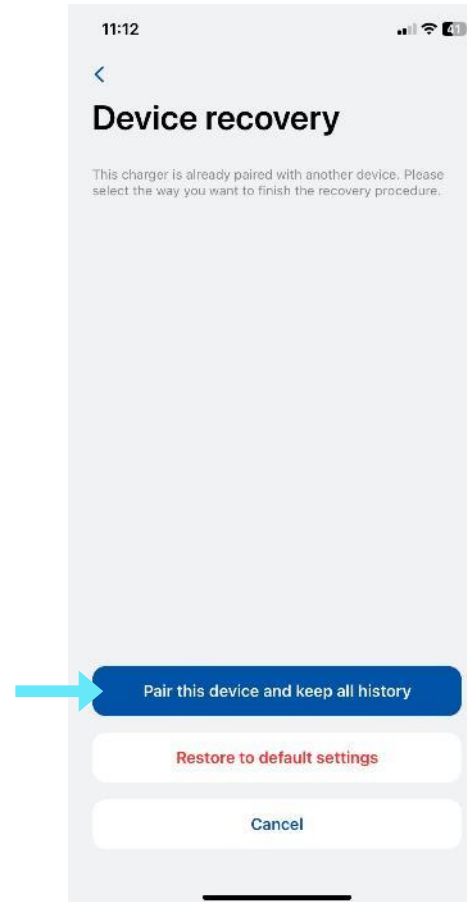 11:12
41
Device recovery
This charger is already paired with another device. Please
select the way you want to finish the recovery procedure.
Pair this device and keep all history
Restore to default settings
Cancel